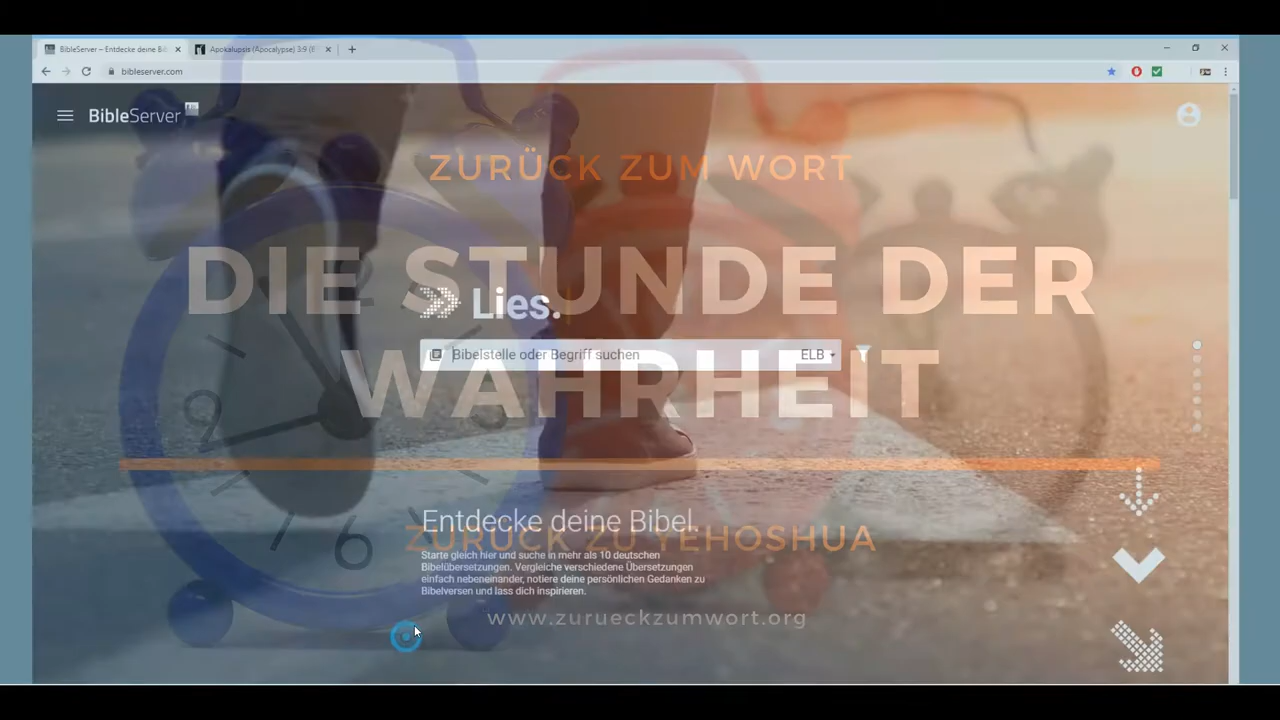 BibleServer – Entdecke deine Bib
Apokalupsis (Apocalypse) 3:9 (
bibleserver.com
BibleServer
ZURÜCK ZUM WORT
DIE STUNDE DER
Lies.
Bibelstelle oder Begriff suchen
ELB
WAHRHEIT
9
Entdecke deine Bibel.
ZURÜCK ZU YEHOSHUA
6
Starte gleich hier und suche in mehr als 10 deutschen
Bibelübersetzungen. Vergleiche verschiedene Übersetzungen
einfach nebeneinander, notiere deine persönlichen Gedanken zu
Bibelversen und lass dich inspirieren.
www.zurueckzumwort.org